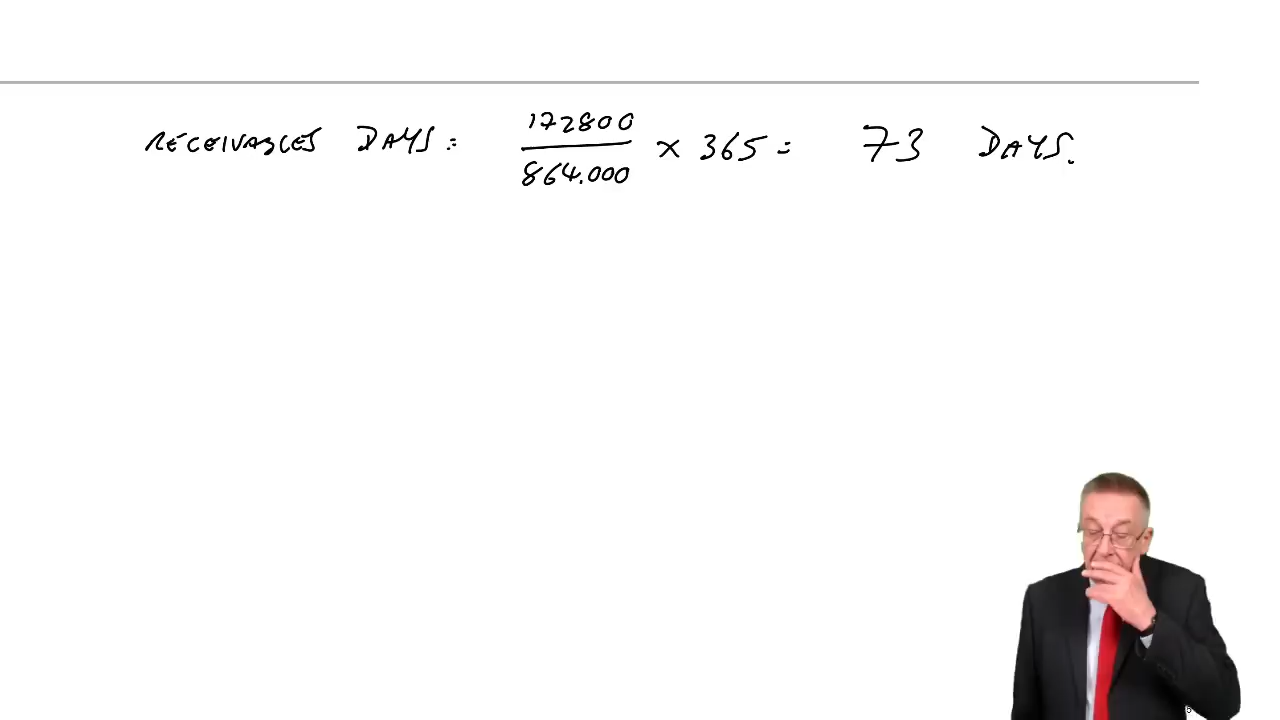 RECEIVABLES DAYS = 172800 / 864.000 × 365 = 73 DAYS.